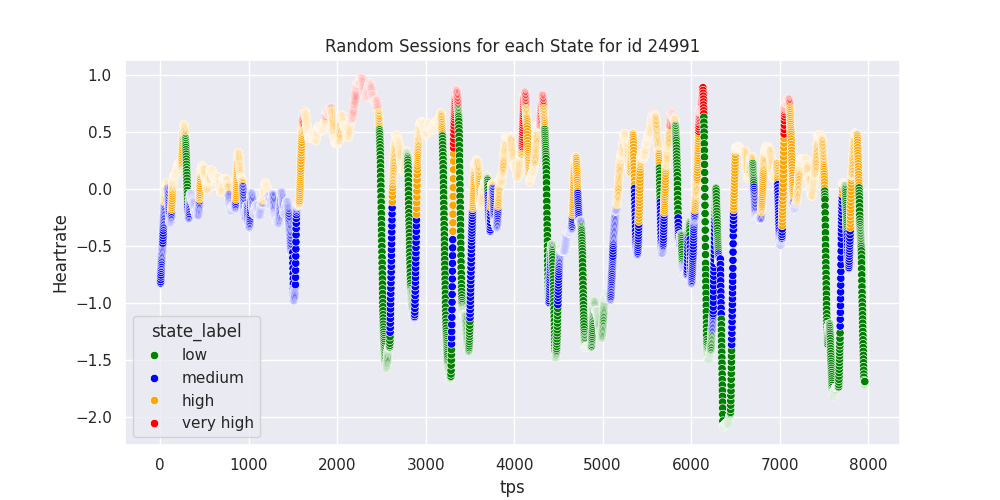 Random Sessions for each State for id 24991
Heartrate
1.0
0.5
0.0
−0.5
−1.0
−1.5
−2.0
state_label
low
medium
high
very high
0 1000 2000 3000 4000 5000 6000 7000 8000
tps